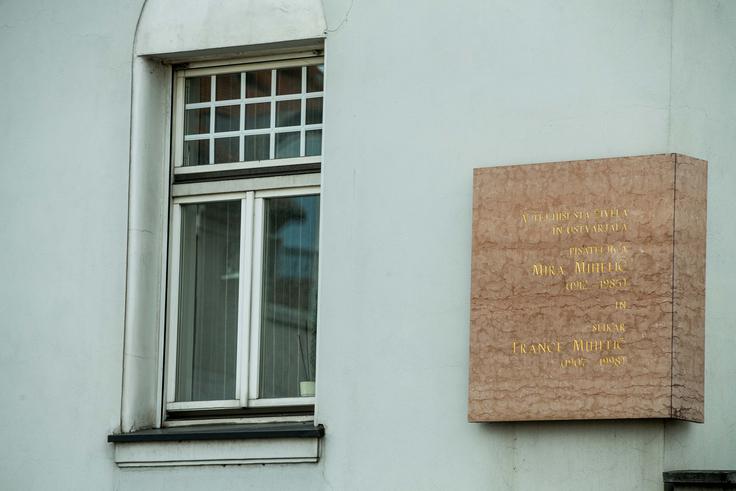 V TEJ HIŠI STA ŽIVELA
IN USTVARJALA
PISATELJICA
MIRA MIHELIČ
(1912 – 1985)
IN
SLIKAR
FRANCE MIHELIČ
(1907 – 1998)